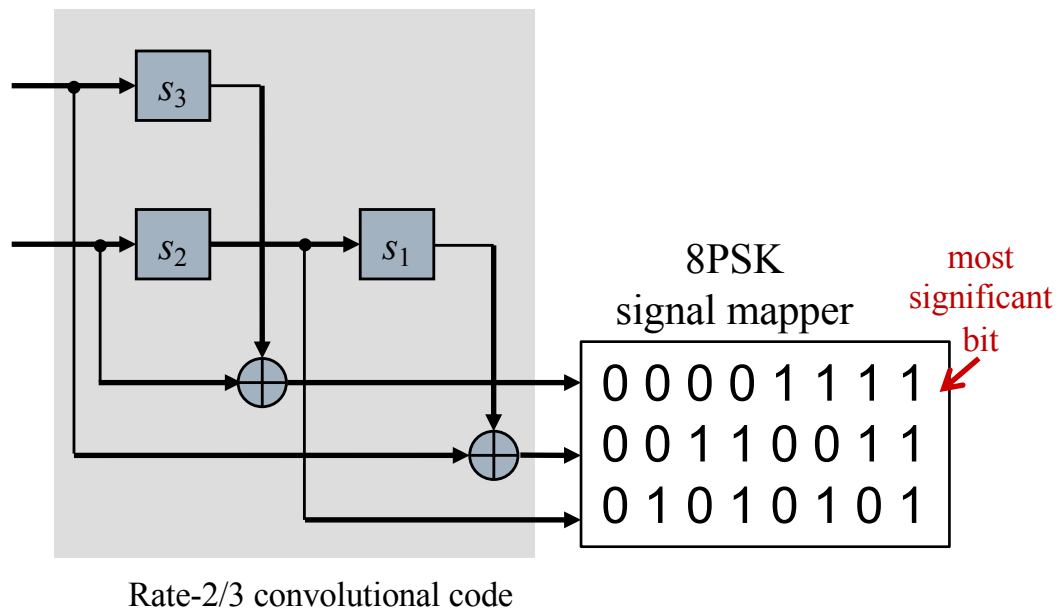 s3
s2
s1
8PSK
signal mapper
most
significant
bit
0 0 0 0 1 1 1 1
0 0 1 1 0 0 1 1
0 1 0 1 0 1 0 1
Rate-2/3 convolutional code